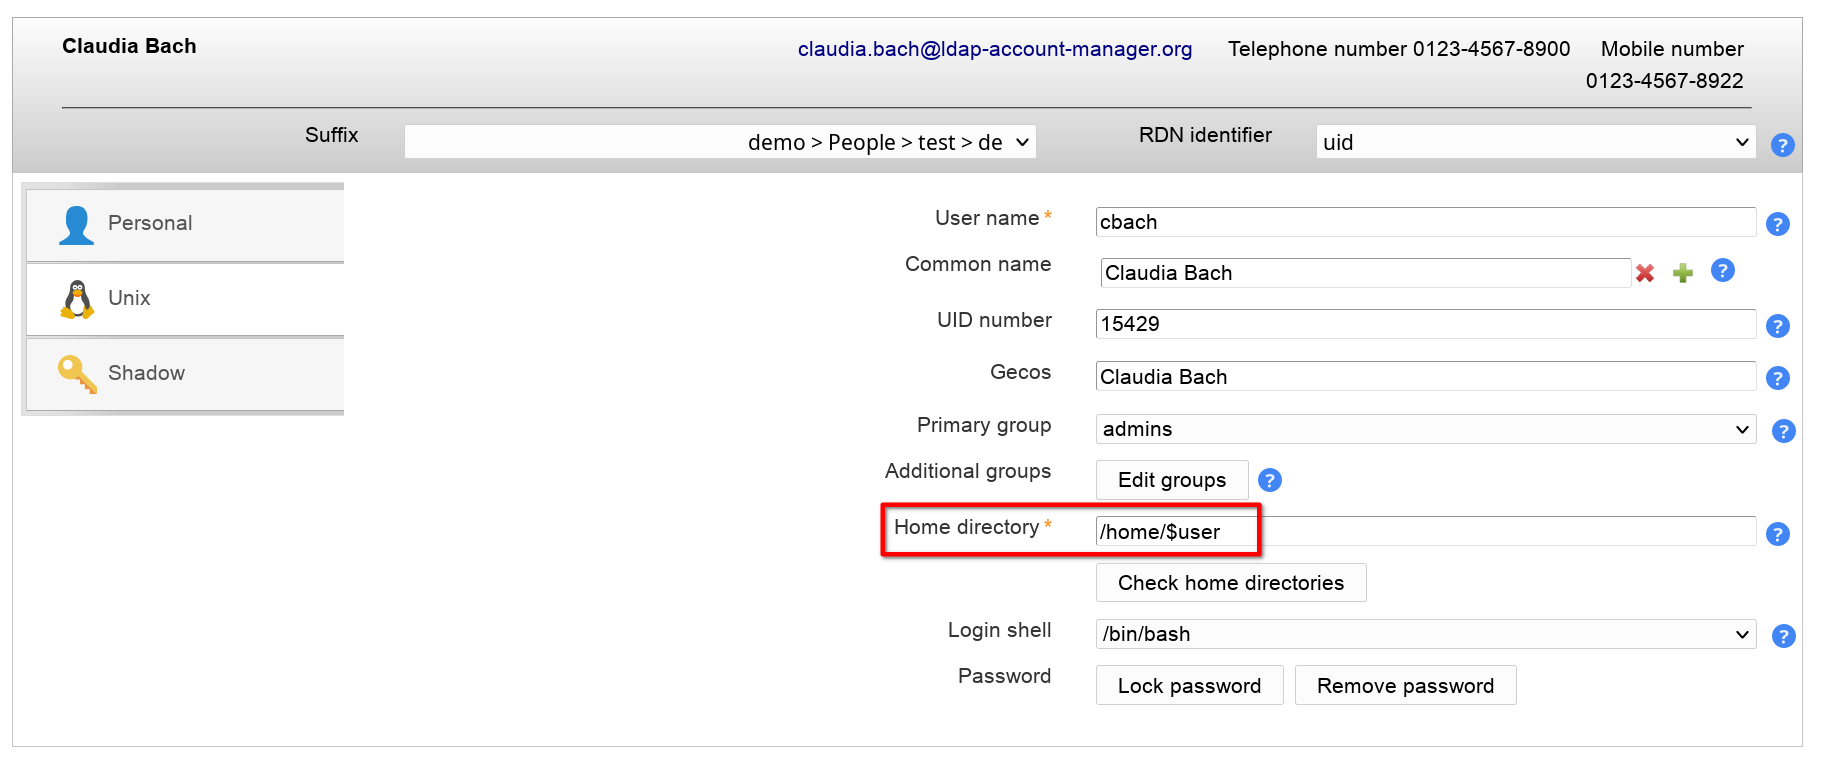 Claudia Bach
claudia.bach@ldap-account-manager.org Telephone number 0123-4567-8900 Mobile number
0123-4567-8922
Suffix demo > People > test > de RDN identifier uid ?
Personal
Unix
Shadow
User name* cbach ?
Common name Claudia Bach ?
UID number 15429 ?
Gecos Claudia Bach ?
Primary group admins ?
Additional groups Edit groups ?
Home directory* /home/$user ?
Check home directories
Login shell /bin/bash ?
Password Lock password Remove password